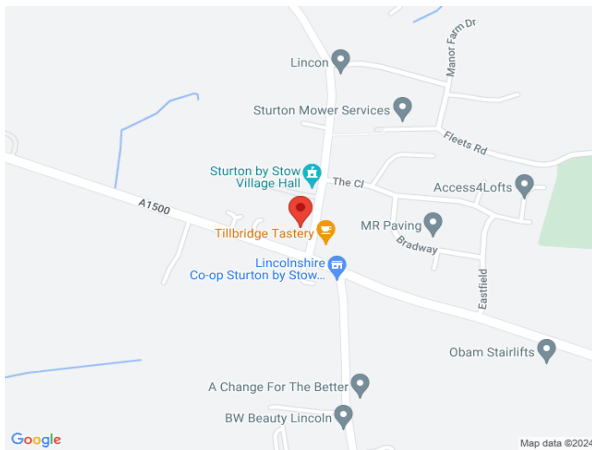 Manor Farm Dr
Lincon
Sturton Mower Services
Fleets Rd
Sturton by Stow
Village Hall
The Cl
Access4Lofts
A1500
Tillbridge Tastery
MR Paving
Bradway
Lincolnshire
Co-op Sturton by Stow...
Eastfield
Obam Stairlifts
A Change For The Better
BW Beauty Lincoln
Google
Map data ©2024